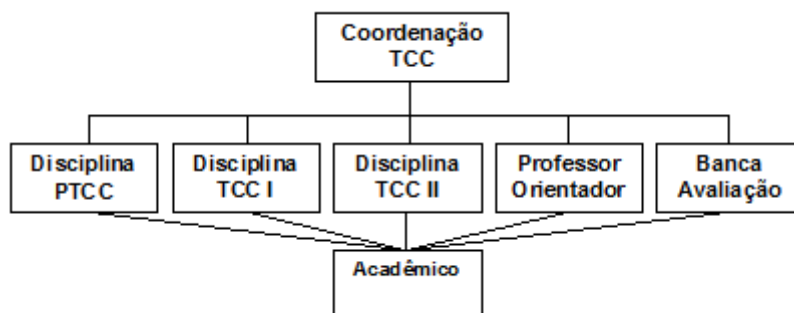 Coordenação
TCC
Disciplina
PTCC
Disciplina
TCC I
Disciplina
TCC II
Professor
Orientador
Banca
Avaliação
Acadêmico